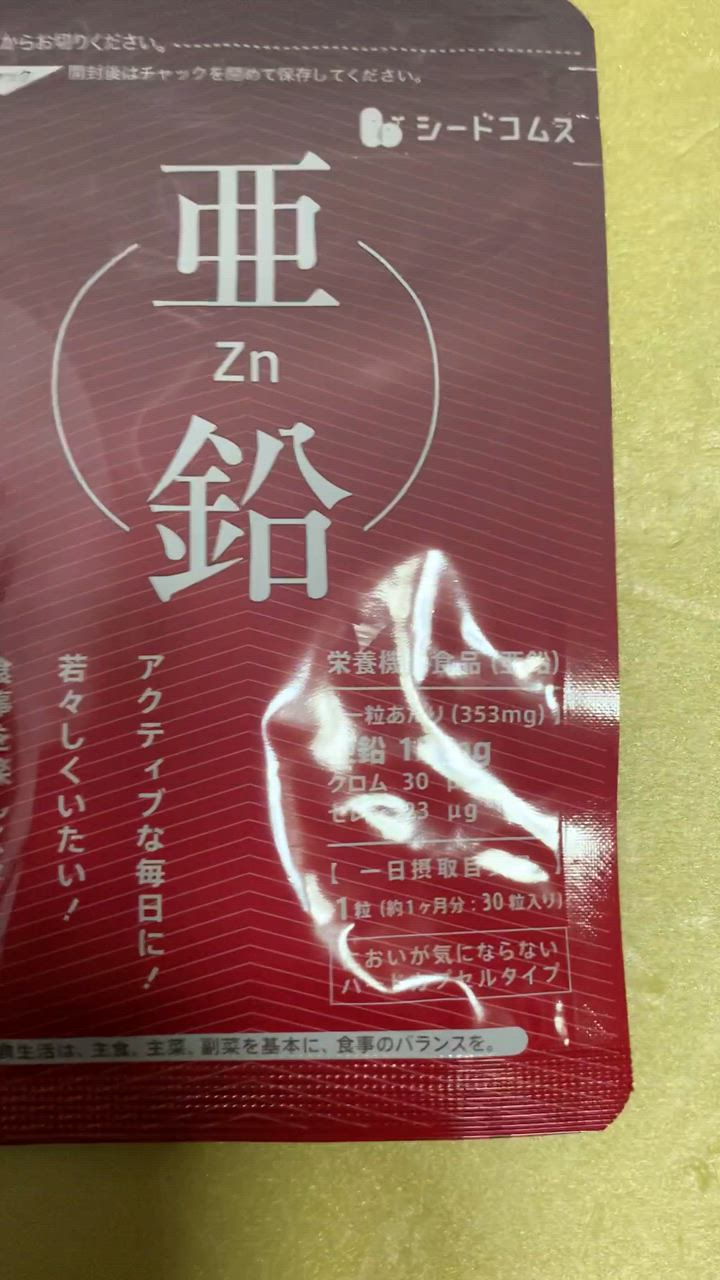 からお切りください。
開封後はチャックを閉めて保存してください。
シードコムス
亜
Zn
鉛
アクティブな毎日に!
若々しくいたい!
栄養機 食品(亜鉛)
一粒あたり(353mg)】
鉛 mg
クロム 30 μ
23 μg
【一日摂取目 】
1粒(約1ヶ月分:30粒入り)
においが気にならない
ハードカプセルタイプ
食生活は、主食、主菜、副菜を基本に、食事のバランスを。